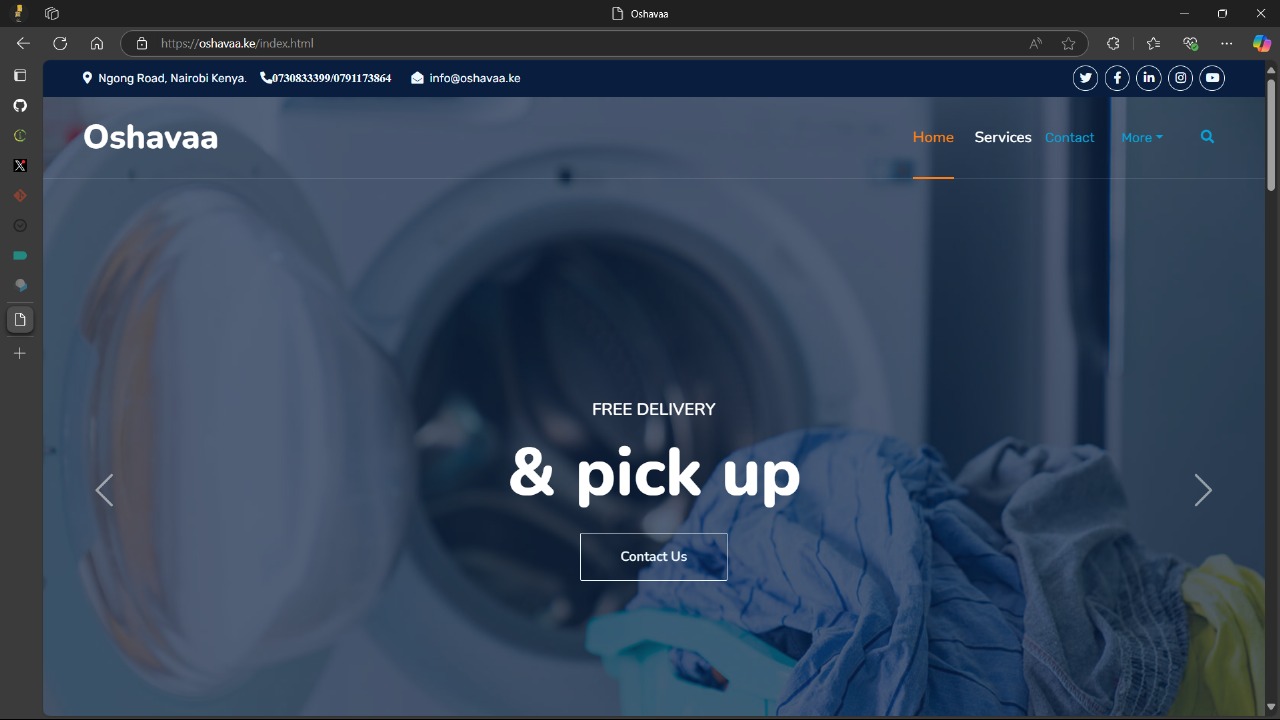 Oshavaa
https://oshavaa.ke/index.html
Ngong Road, Nairobi Kenya. 0730833399/0791173864 info@oshavaa.ke
Oshavaa
Home Services Contact More
FREE DELIVERY
& pick up
Contact Us